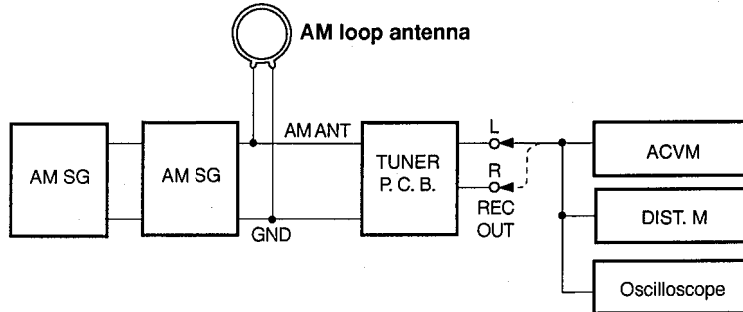 AM loop antenna
AM SG
AM SG
AM ANT
GND
TUNER
P. C. B.
L
R
REC
OUT
ACVM
DIST. M
Oscilloscope